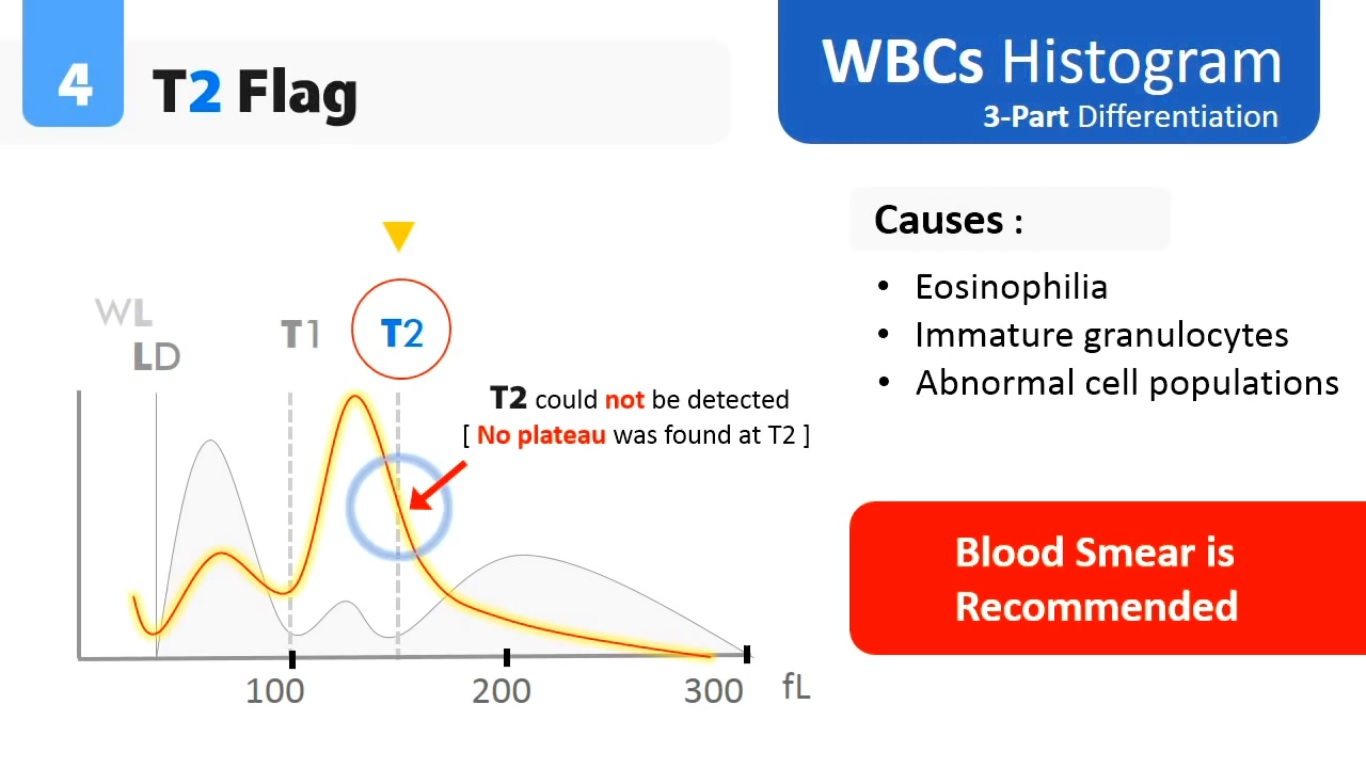 4
T2 Flag
WBCs Histogram
3-Part Differentiation
Causes :
• Eosinophilia
• Immature granulocytes
• Abnormal cell populations
WL
LD
T1
T2
T2 could not be detected
[ No plateau was found at T2 ]
100
200
300
fL
Blood Smear is
Recommended